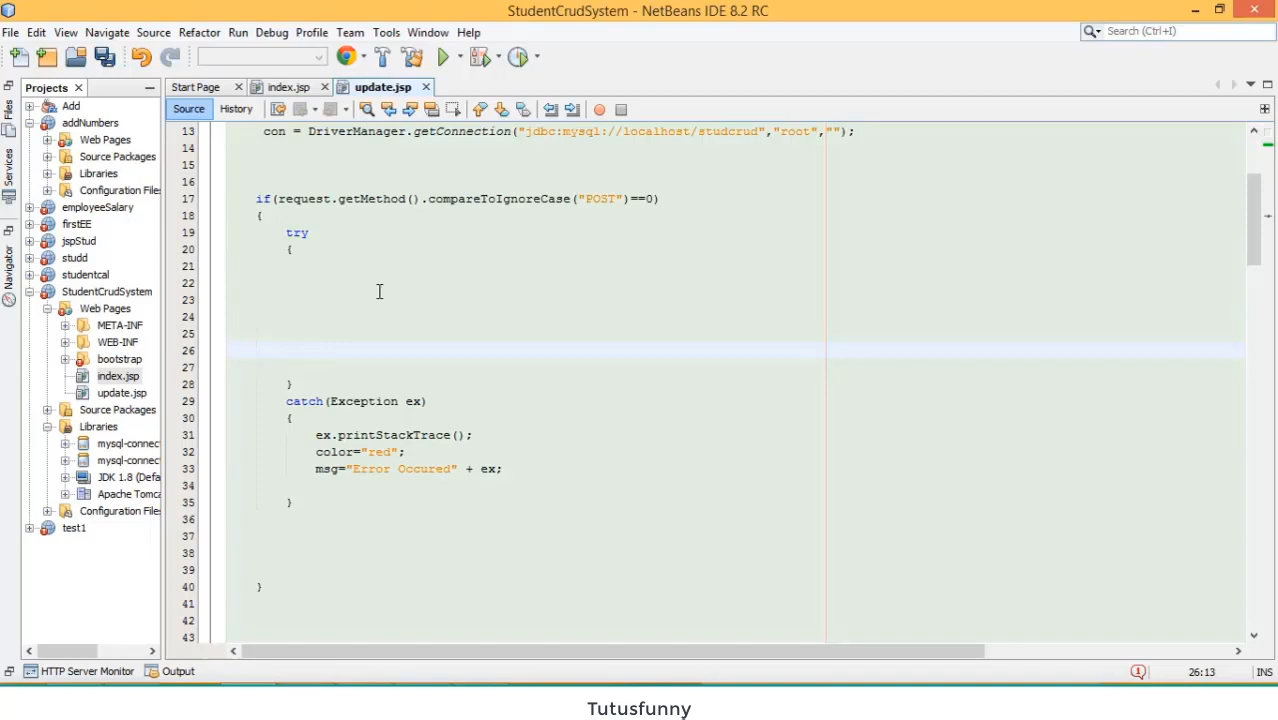 StudentCrudSystem - NetBeans IDE 8.2 RC
File Edit View Navigate Source Refactor Run Debug Profile Team Tools Window Help
Search (Ctrl+I)
Projects
Start Page index.jsp update.jsp
Source History
Files
Services
Navigator
Add
addNumbers
Web Pages
Source Packages
Libraries
Configuration Files
employeeSalary
firstEE
jspStud
studd
studentcal
StudentCrudSystem
Web Pages
META-INF
WEB-INF
bootstrap
index.jsp
update.jsp
Source Packages
Libraries
mysql-connec
mysql-connec
JDK 1.8 (Defa
Apache Tomca
Configuration Files
test1
13 con = DriverManager.getConnection("jdbc:mysql://localhost/studcrud","root","");
14
15
16
17 if(request.getMethod().compareToIgnoreCase("POST")==0)
18 {
19 try
20 {
21
22
23
24
25
26
27
28 }
29 catch(Exception ex)
30 {
31 ex.printStackTrace();
32 color="red";
33 msg="Error Occured" + ex;
34
35 }
36
37
38
39
40 }
41
42
43
HTTP Server Monitor Output
1
26:13
INS
Tutusfunny